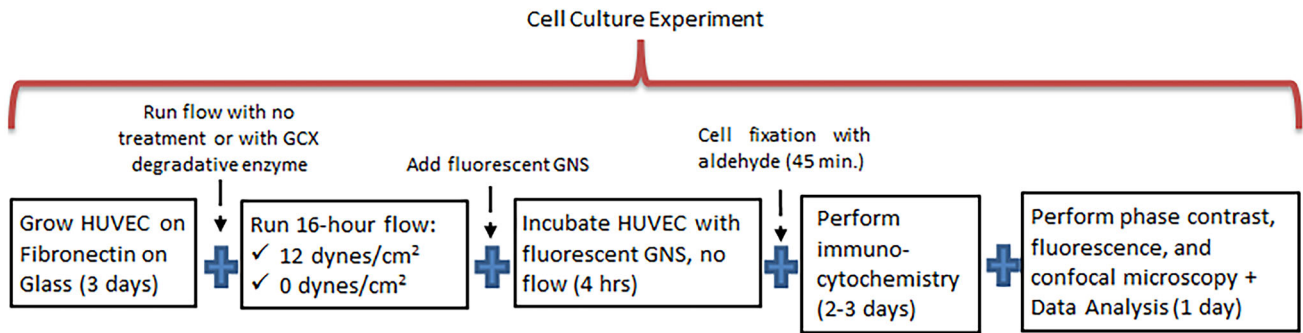 Cell Culture Experiment
Run flow with no
treatment or with GCX
degradative enzyme
Add fluorescent GNS
Cell fixation with
aldehyde (45 min.)
Grow HUVEC on
Fibronectin on
Glass (3 days)
Run 16-hour flow:
✓ 12 dynes/cm²
✓ 0 dynes/cm²
Incubate HUVEC with
fluorescent GNS, no
flow (4 hrs)
Perform
immuno-
cytochemistry
(2-3 days)
Perform phase contrast,
fluorescence, and
confocal microscopy +
Data Analysis (1 day)